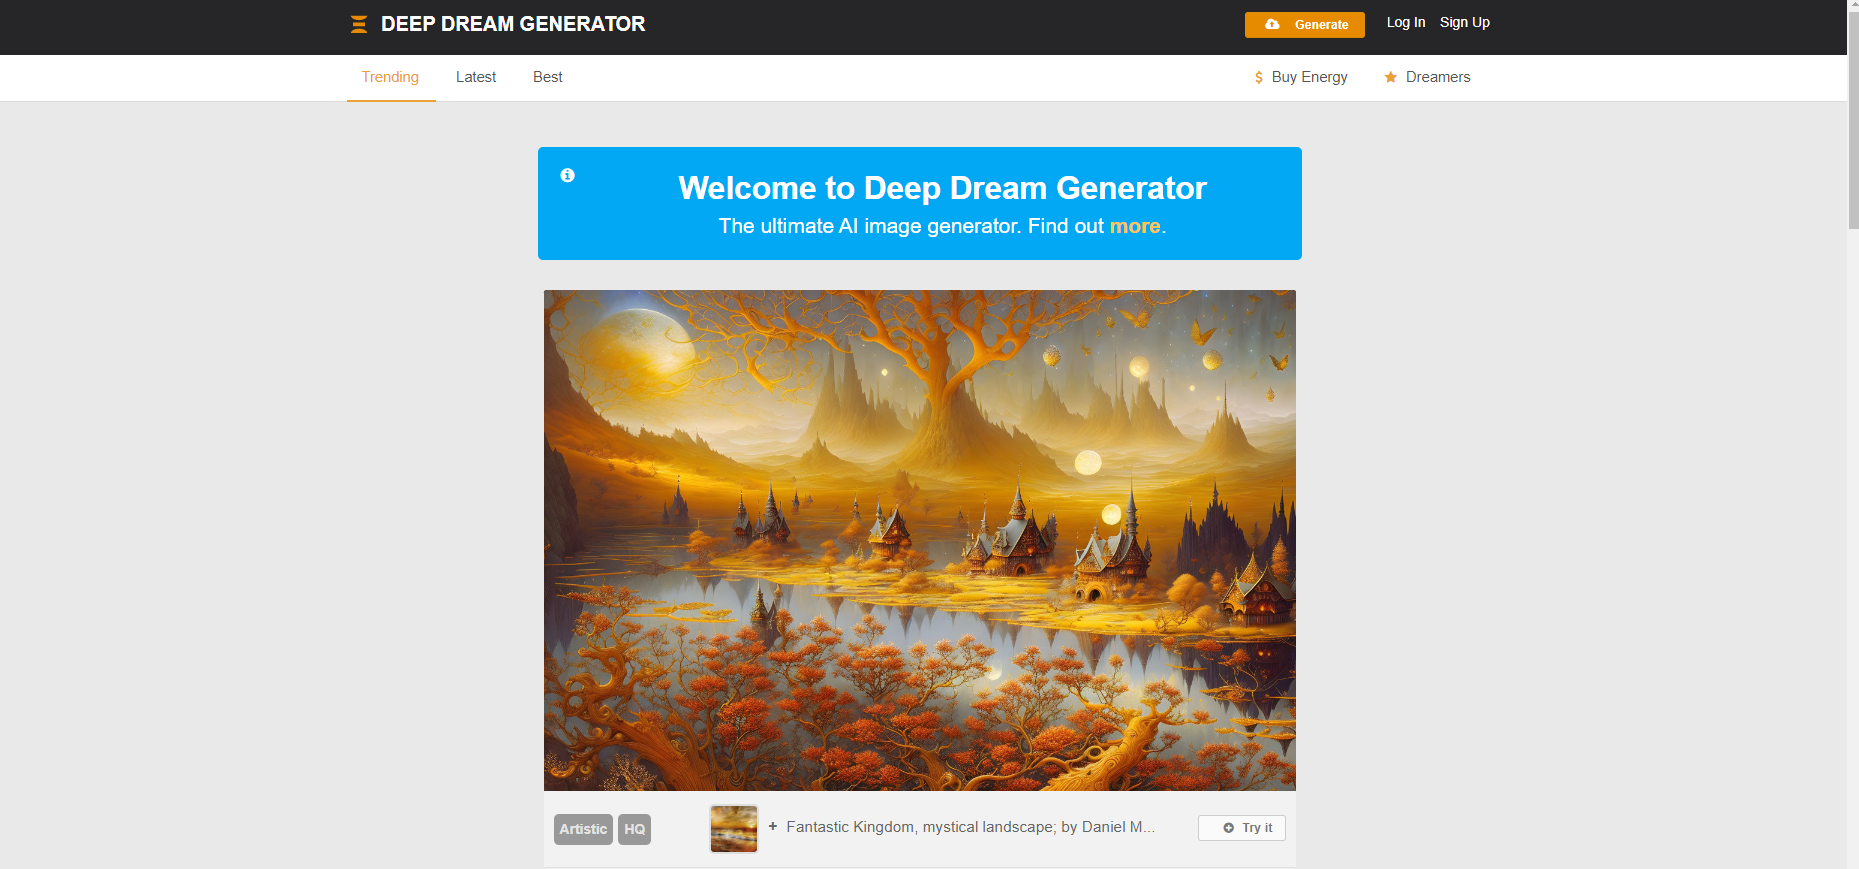 DEEP DREAM GENERATOR
Generate
Log In Sign Up
Trending Latest Best
$ Buy Energy Dreamers
Welcome to Deep Dream Generator
The ultimate AI image generator. Find out more.
Artistic HQ
+ Fantastic Kingdom, mystical landscape; by Daniel M...
Try it